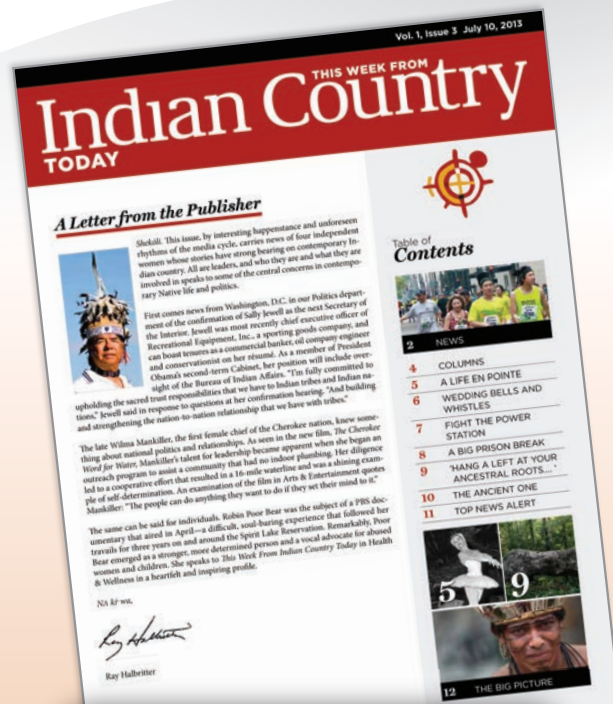 Vol. 1, Issue 3 July 10, 2013
THIS WEEK FROM
Indian Country
TODAY
A Letter from the Publisher
Shekóli. This issue, by interesting happenstance and unforeseen
rhythms of the media cycle, carries news of four independent
women whose stories have strong bearing on contemporary In-
dian country. All are leaders, and who they are and what they are
involved in speaks to some of the central concerns in contempo-
rary Native life and politics.
First comes news from Washington, D.C. in our Politics depart-
ment of the confirmation of Sally Jewell as the next Secretary of
the Interior. Jewell was most recently chief executive officer of
Recreational Equipment, Inc., a sporting goods company, and
can boast tenures as a commercial banker, oil company engineer
and conservationist on her résumé. As a member of President
Obama's second-term Cabinet, her position will include over-
sight of the Bureau of Indian Affairs. "I'm fully committed to
upholding the sacred trust responsibilities that we have to Indian tribes and Indian na-
tions," Jewell said in response to questions at her confirmation hearing. "And building
and strengthening the nation-to-nation relationship that we have with tribes."
The late Wilma Mankiller, the first female chief of the Cherokee nation, knew some-
thing about national politics and relationships. As seen in the new film, The Cherokee
Word for Water, Mankiller's talent for leadership became apparent when she began an
outreach program to assist a community that had no indoor plumbing. Her diligence
led to a cooperative effort that resulted in a 16-mile waterline and was a shining exam-
ple of self-determination. An examination of the film in Arts & Entertainment quotes
Mankiller: "The people can do anything they want to do if they set their mind to it."
The same can be said for individuals. Robin Poor Bear was the subject of a PBS doc-
umentary that aired in April—a difficult, soul-baring experience that followed her
travails for three years on and around the Spirit Lake Reservation. Remarkably, Poor
Bear emerged as a stronger, more determined person and a vocal advocate for abused
women and children. She speaks to This Week From Indian Country Today in Health
& Wellness in a heartfelt and inspiring profile.
NΛ ki' wa,
Ray Halbritter
Ray Halbritter
Table of
Contents
2 NEWS
4 COLUMNS
5 A LIFE EN POINTE
6 WEDDING BELLS AND
WHISTLES
7 FIGHT THE POWER
STATION
8 A BIG PRISON BREAK
9 'HANG A LEFT AT YOUR
ANCESTRAL ROOTS....'
10 THE ANCIENT ONE
11 TOP NEWS ALERT
5 9
12 THE BIG PICTURE